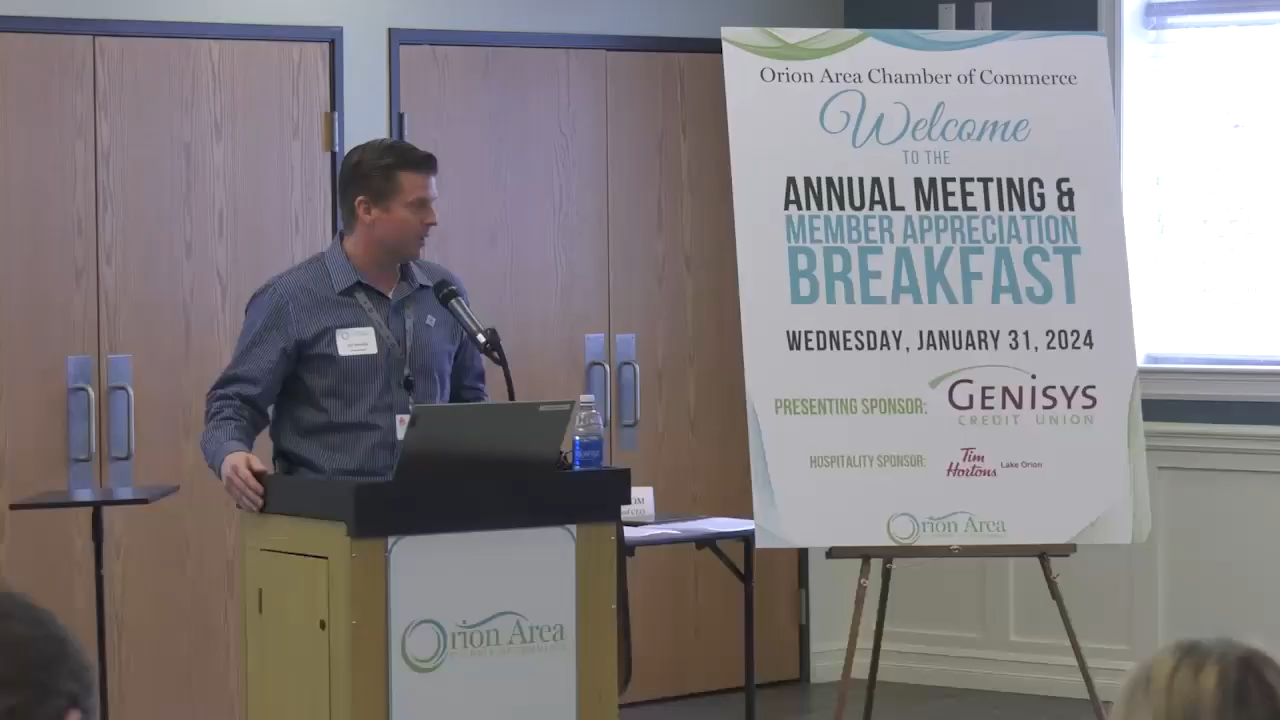 Orion Area Chamber of Commerce
Welcome
TO THE
ANNUAL MEETING &
MEMBER APPRECIATION
BREAKFAST
WEDNESDAY, JANUARY 31, 2024
PRESENTING SPONSOR:
GENISYS
CREDIT UNION
HOSPITALITY SPONSOR:
Tim
Hortons
Lake Orion
Orion Area
Orion Area